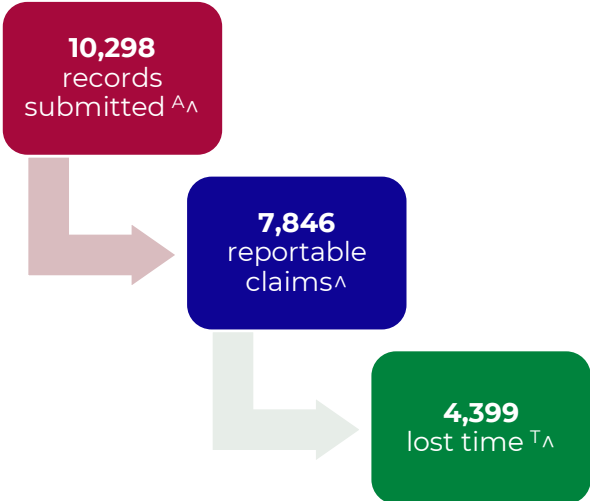 10,298
records
submitted ᴬ^
7,846
reportable
claims^
4,399
lost time ᵀ^